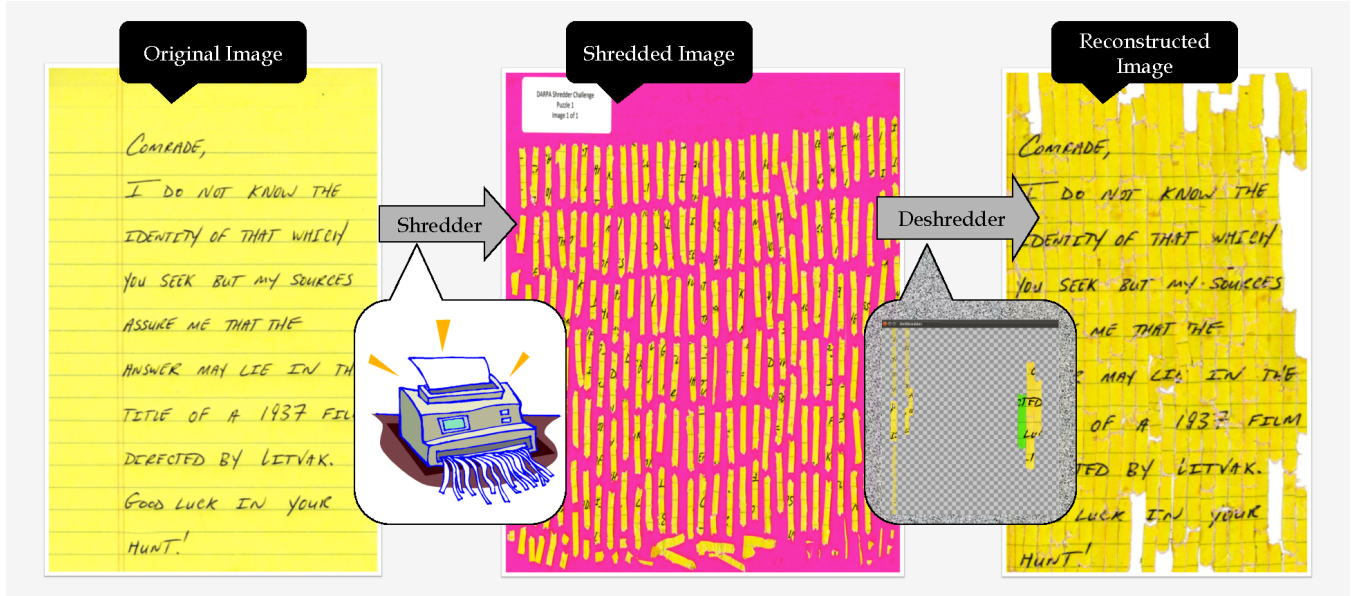 Original Image
COMRADE,
I DO NOT KNOW THE
IDENTITY OF THAT WHICH
YOU SEEK BUT MY SOURCES
ASSURE ME THAT THE
ANSWER MAY LIE IN TH
TITLE OF A 1937 FIL
DIRECTED BY LITVAK.
GOOD LUCK IN YOUR
HUNT!
Shredder
Shredded Image
DARPA Shredder Challenge
Puzzle 1
Image 1 of 1
Deshredder
Reconstructed
Image
COMRADE,
I DO NOT KNOW THE
IDENTITY OF THAT WHICH
YOU SEEK BUT MY SOURCES
ME THAT THE
MAY LIE IN THE
OF A 1937 FILM
TED BY LITVAK.
LUCK IN YOUR
HUNT!